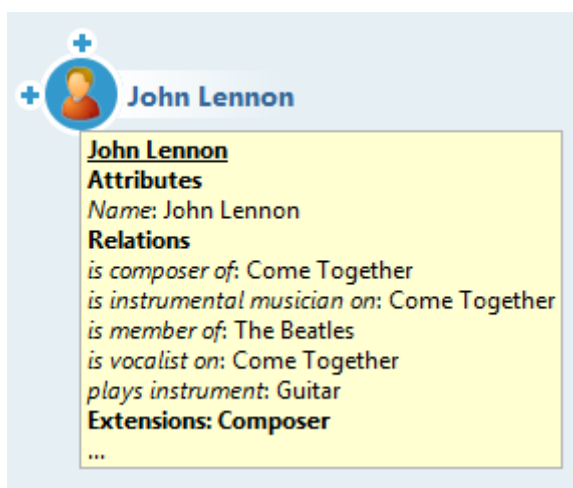 John Lennon
John Lennon
Attributes
Name: John Lennon
Relations
is composer of: Come Together
is instrumental musician on: Come Together
is member of: The Beatles
is vocalist on: Come Together
plays instrument: Guitar
Extensions: Composer
...